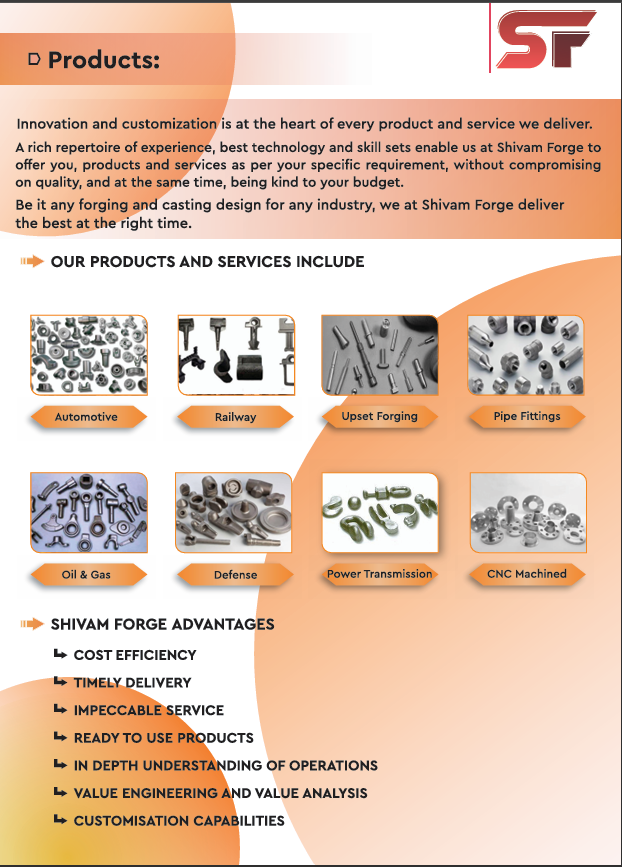 SF
Products:
Innovation and customization is at the heart of every product and service we deliver.
A rich repertoire of experience, best technology and skill sets enable us at Shivam Forge to
offer you, products and services as per your specific requirement, without compromising
on quality, and at the same time, being kind to your budget.
Be it any forging and casting design for any industry, we at Shivam Forge deliver
the best at the right time.
OUR PRODUCTS AND SERVICES INCLUDE
Automotive
Railway
Upset Forging
Pipe Fittings
Oil & Gas
Defense
Power Transmission
CNC Machined
SHIVAM FORGE ADVANTAGES
COST EFFICIENCY
TIMELY DELIVERY
IMPECCABLE SERVICE
READY TO USE PRODUCTS
IN DEPTH UNDERSTANDING OF OPERATIONS
VALUE ENGINEERING AND VALUE ANALYSIS
CUSTOMISATION CAPABILITIES